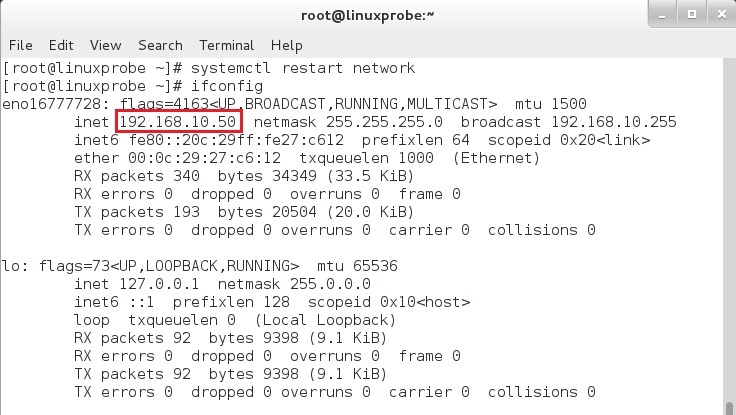 root@linuxprobe:~
File Edit View Search Terminal Help
[root@linuxprobe ~]# systemctl restart network
[root@linuxprobe ~]# ifconfig
eno16777728: flags=4163<UP,BROADCAST,RUNNING,MULTICAST>  mtu 1500
        inet 192.168.10.50  netmask 255.255.255.0  broadcast 192.168.10.255
        inet6 fe80::20c:29ff:fe27:c612  prefixlen 64  scopeid 0x20<link>
        ether 00:0c:29:27:c6:12  txqueuelen 1000  (Ethernet)
        RX packets 340  bytes 34349 (33.5 KiB)
        RX errors 0  dropped 0  overruns 0  frame 0
        TX packets 193  bytes 20504 (20.0 KiB)
        TX errors 0  dropped 0 overruns 0  carrier 0  collisions 0

lo: flags=73<UP,LOOPBACK,RUNNING>  mtu 65536
        inet 127.0.0.1  netmask 255.0.0.0
        inet6 ::1  prefixlen 128  scopeid 0x10<host>
        loop  txqueuelen 0  (Local Loopback)
        RX packets 92  bytes 9398 (9.1 KiB)
        RX errors 0  dropped 0  overruns 0  frame 0
        TX packets 92  bytes 9398 (9.1 KiB)
        TX errors 0  dropped 0 overruns 0  carrier 0  collisions 0